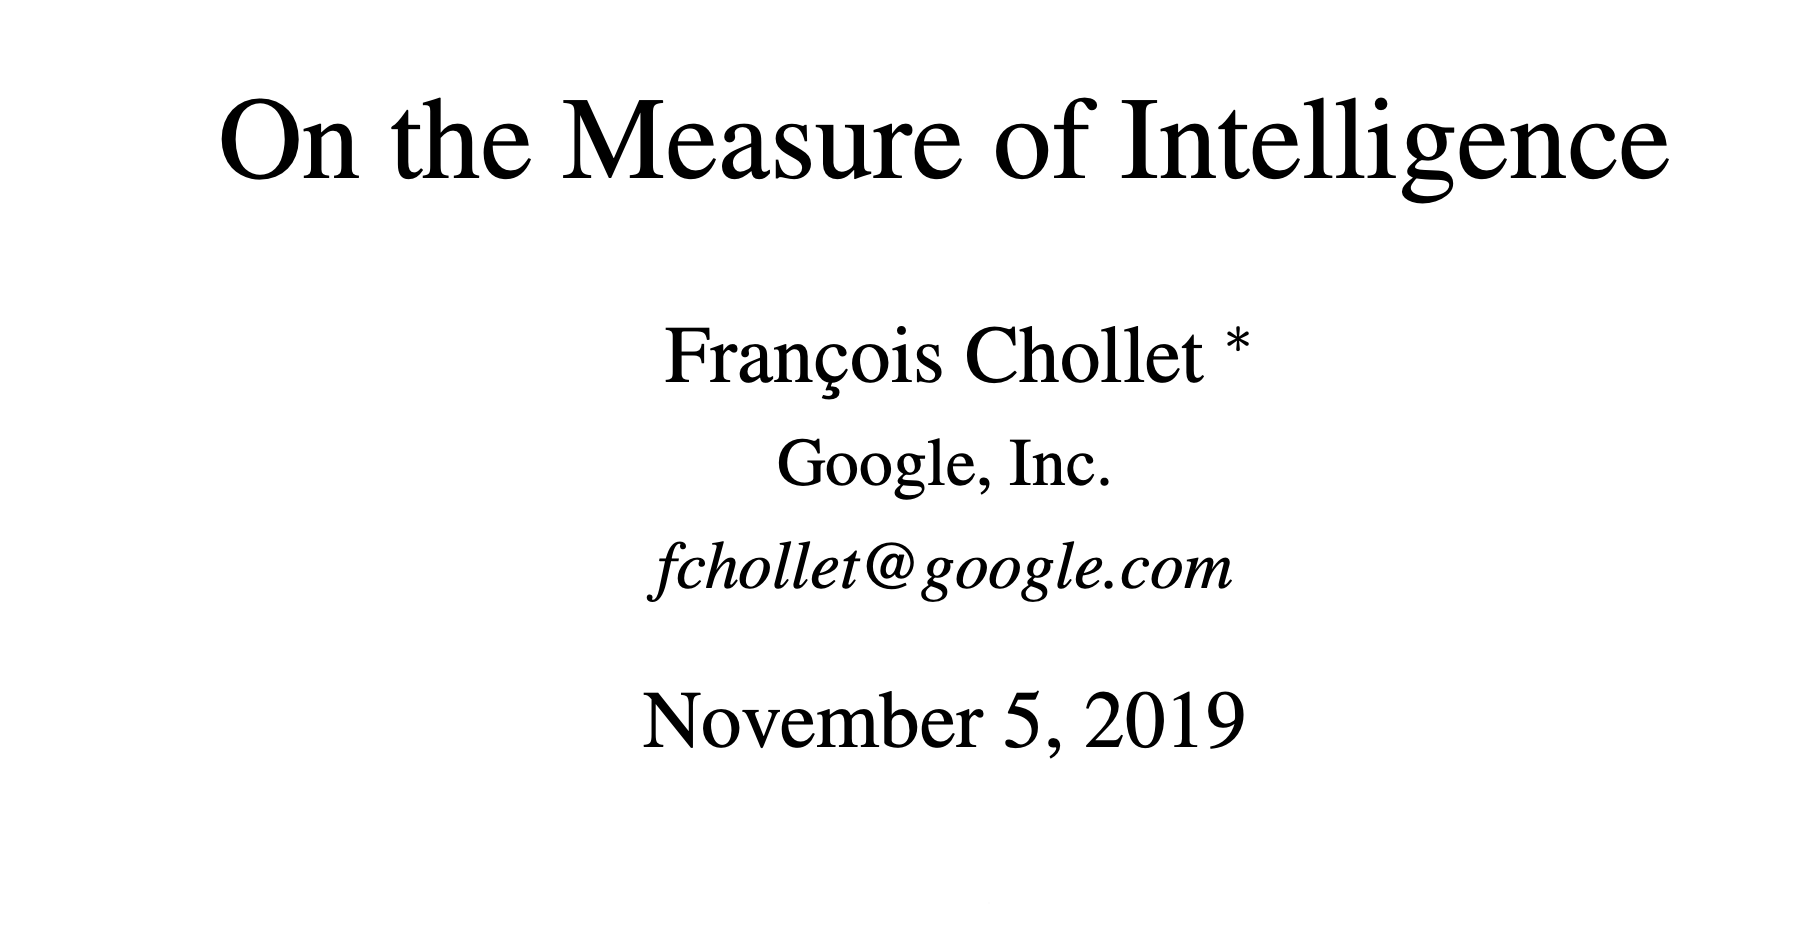 On the Measure of Intelligence
François Chollet *
Google, Inc.
fchollet@google.com
November 5, 2019